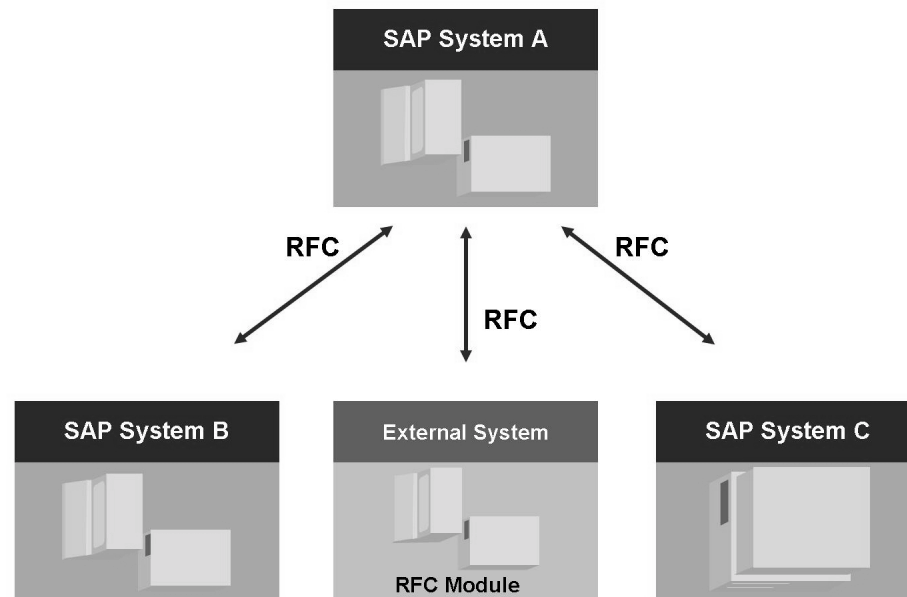 SAP System A
RFC
RFC
RFC
SAP System B
External System
SAP System C
RFC Module